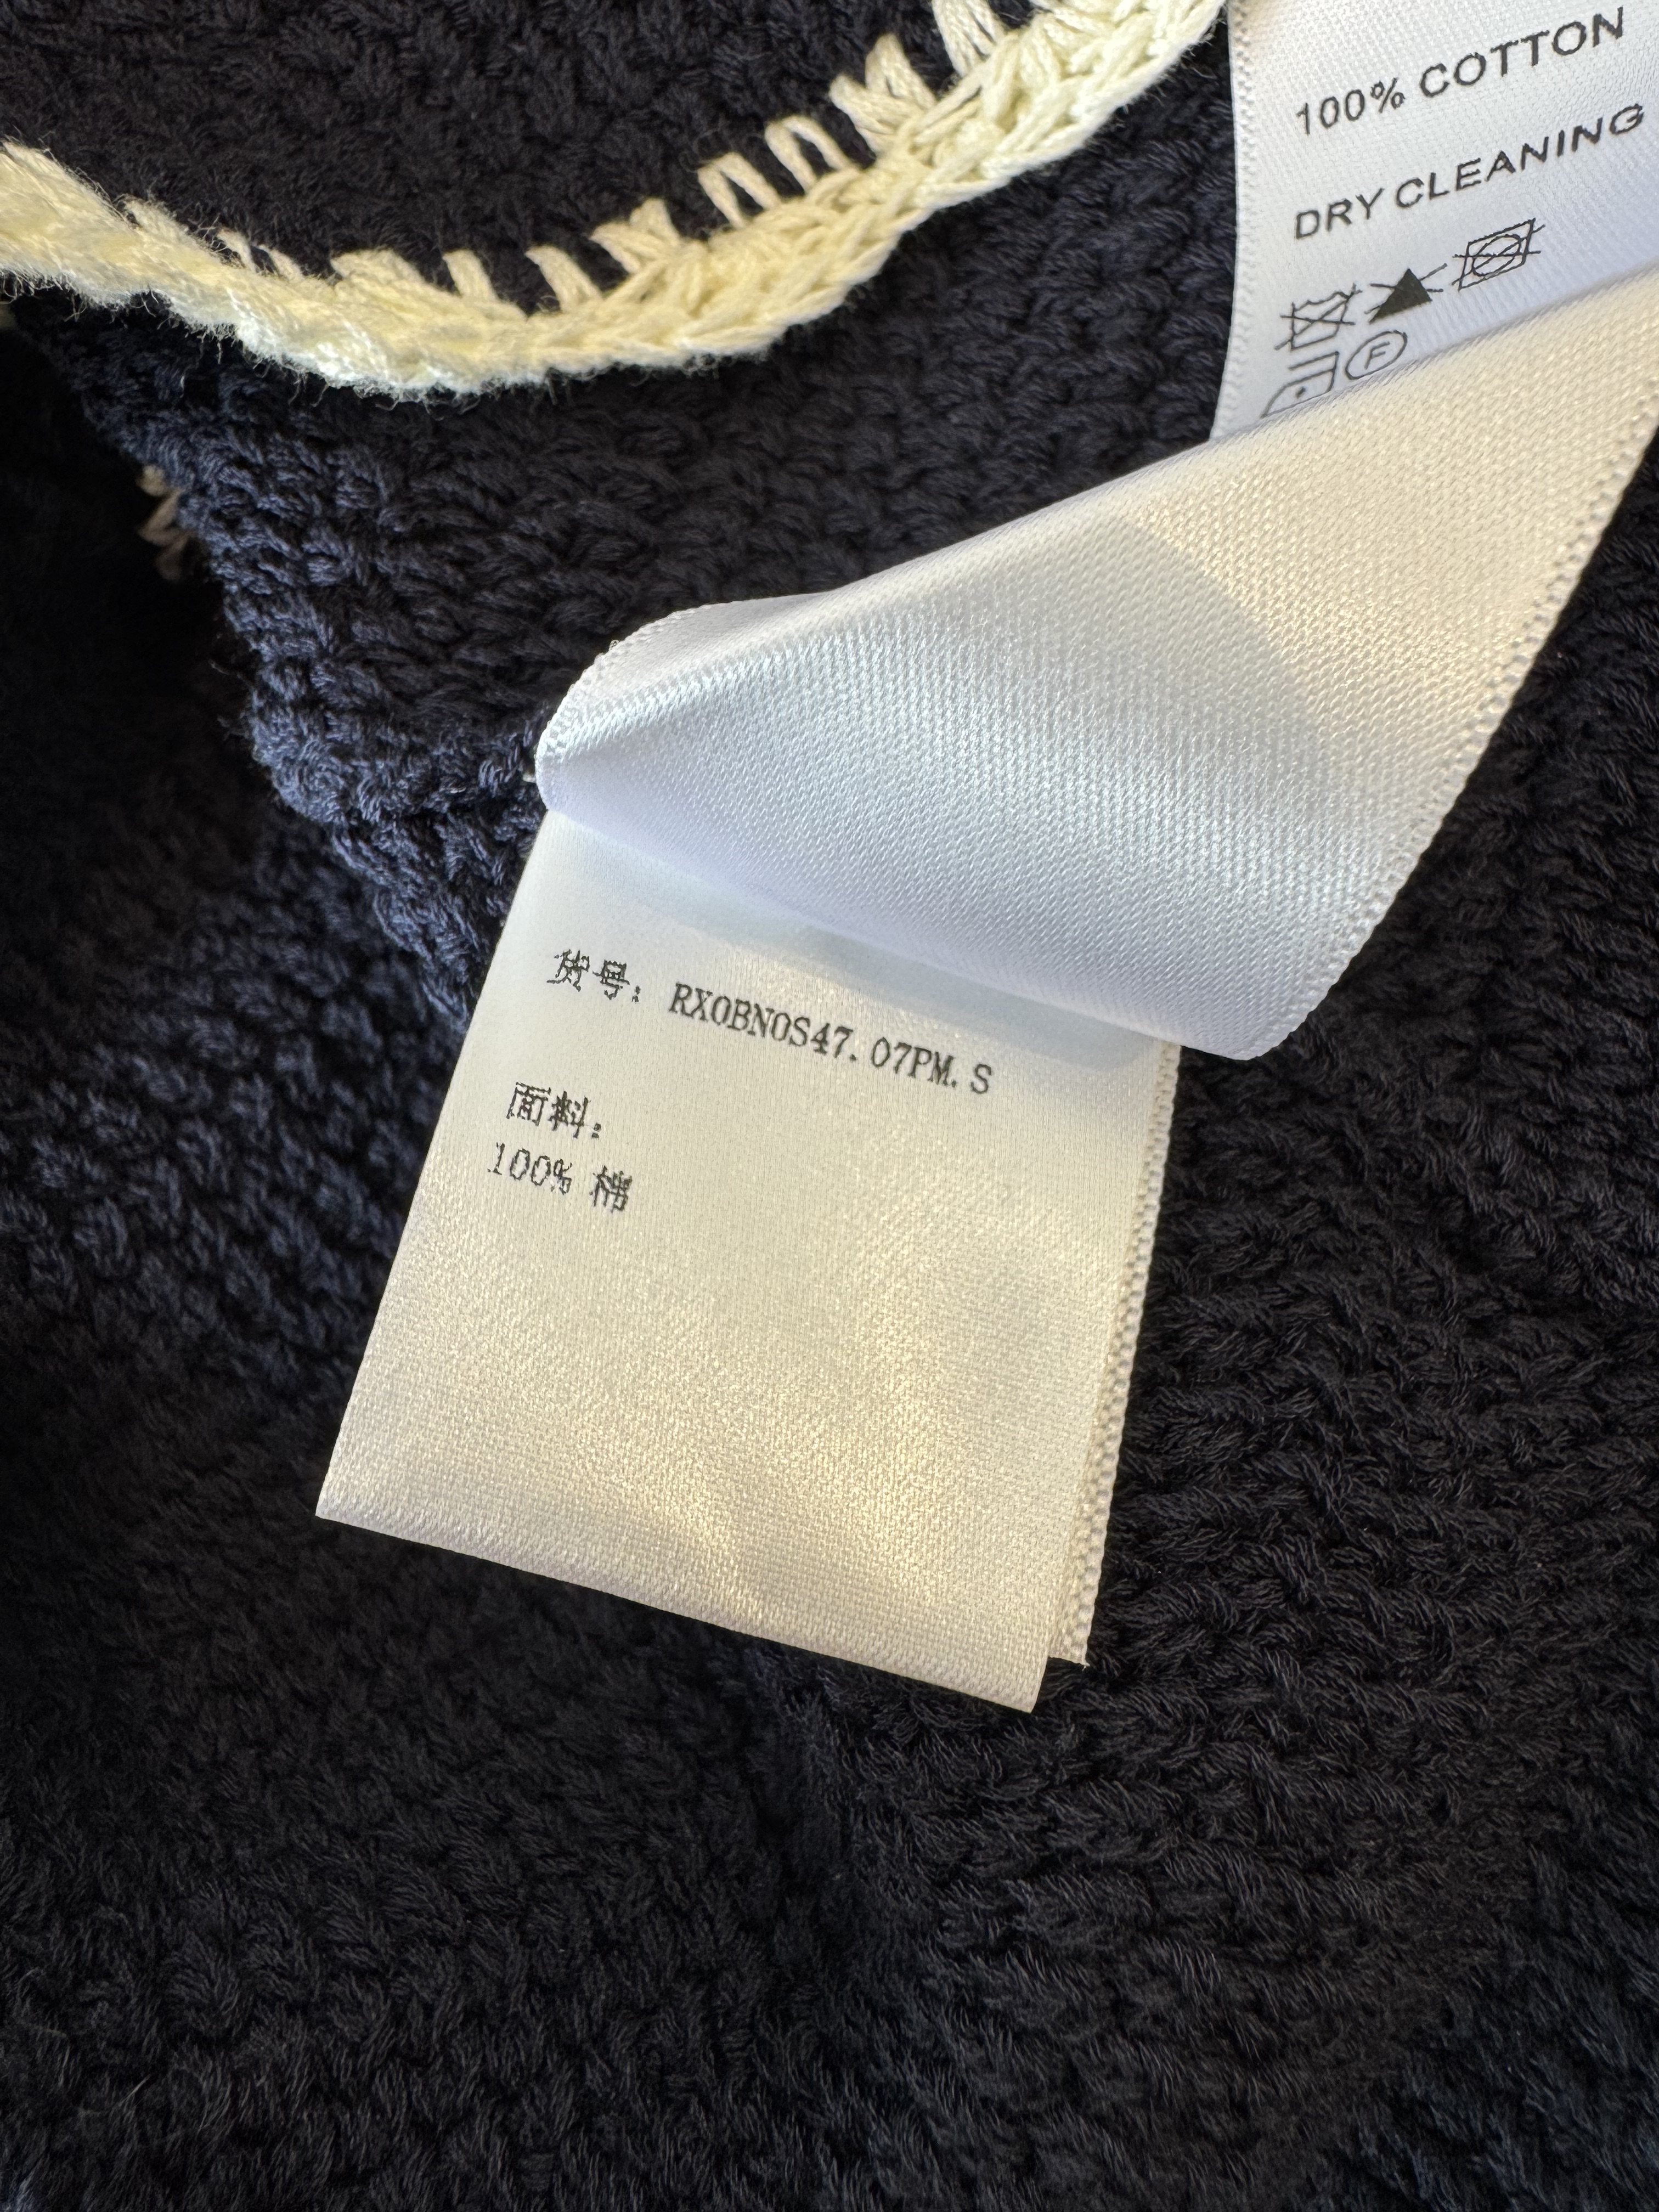 100% COTTON
DRY CLEANING
F
货号: RX0BN0S47.07PM.S
面料:
100% 棉